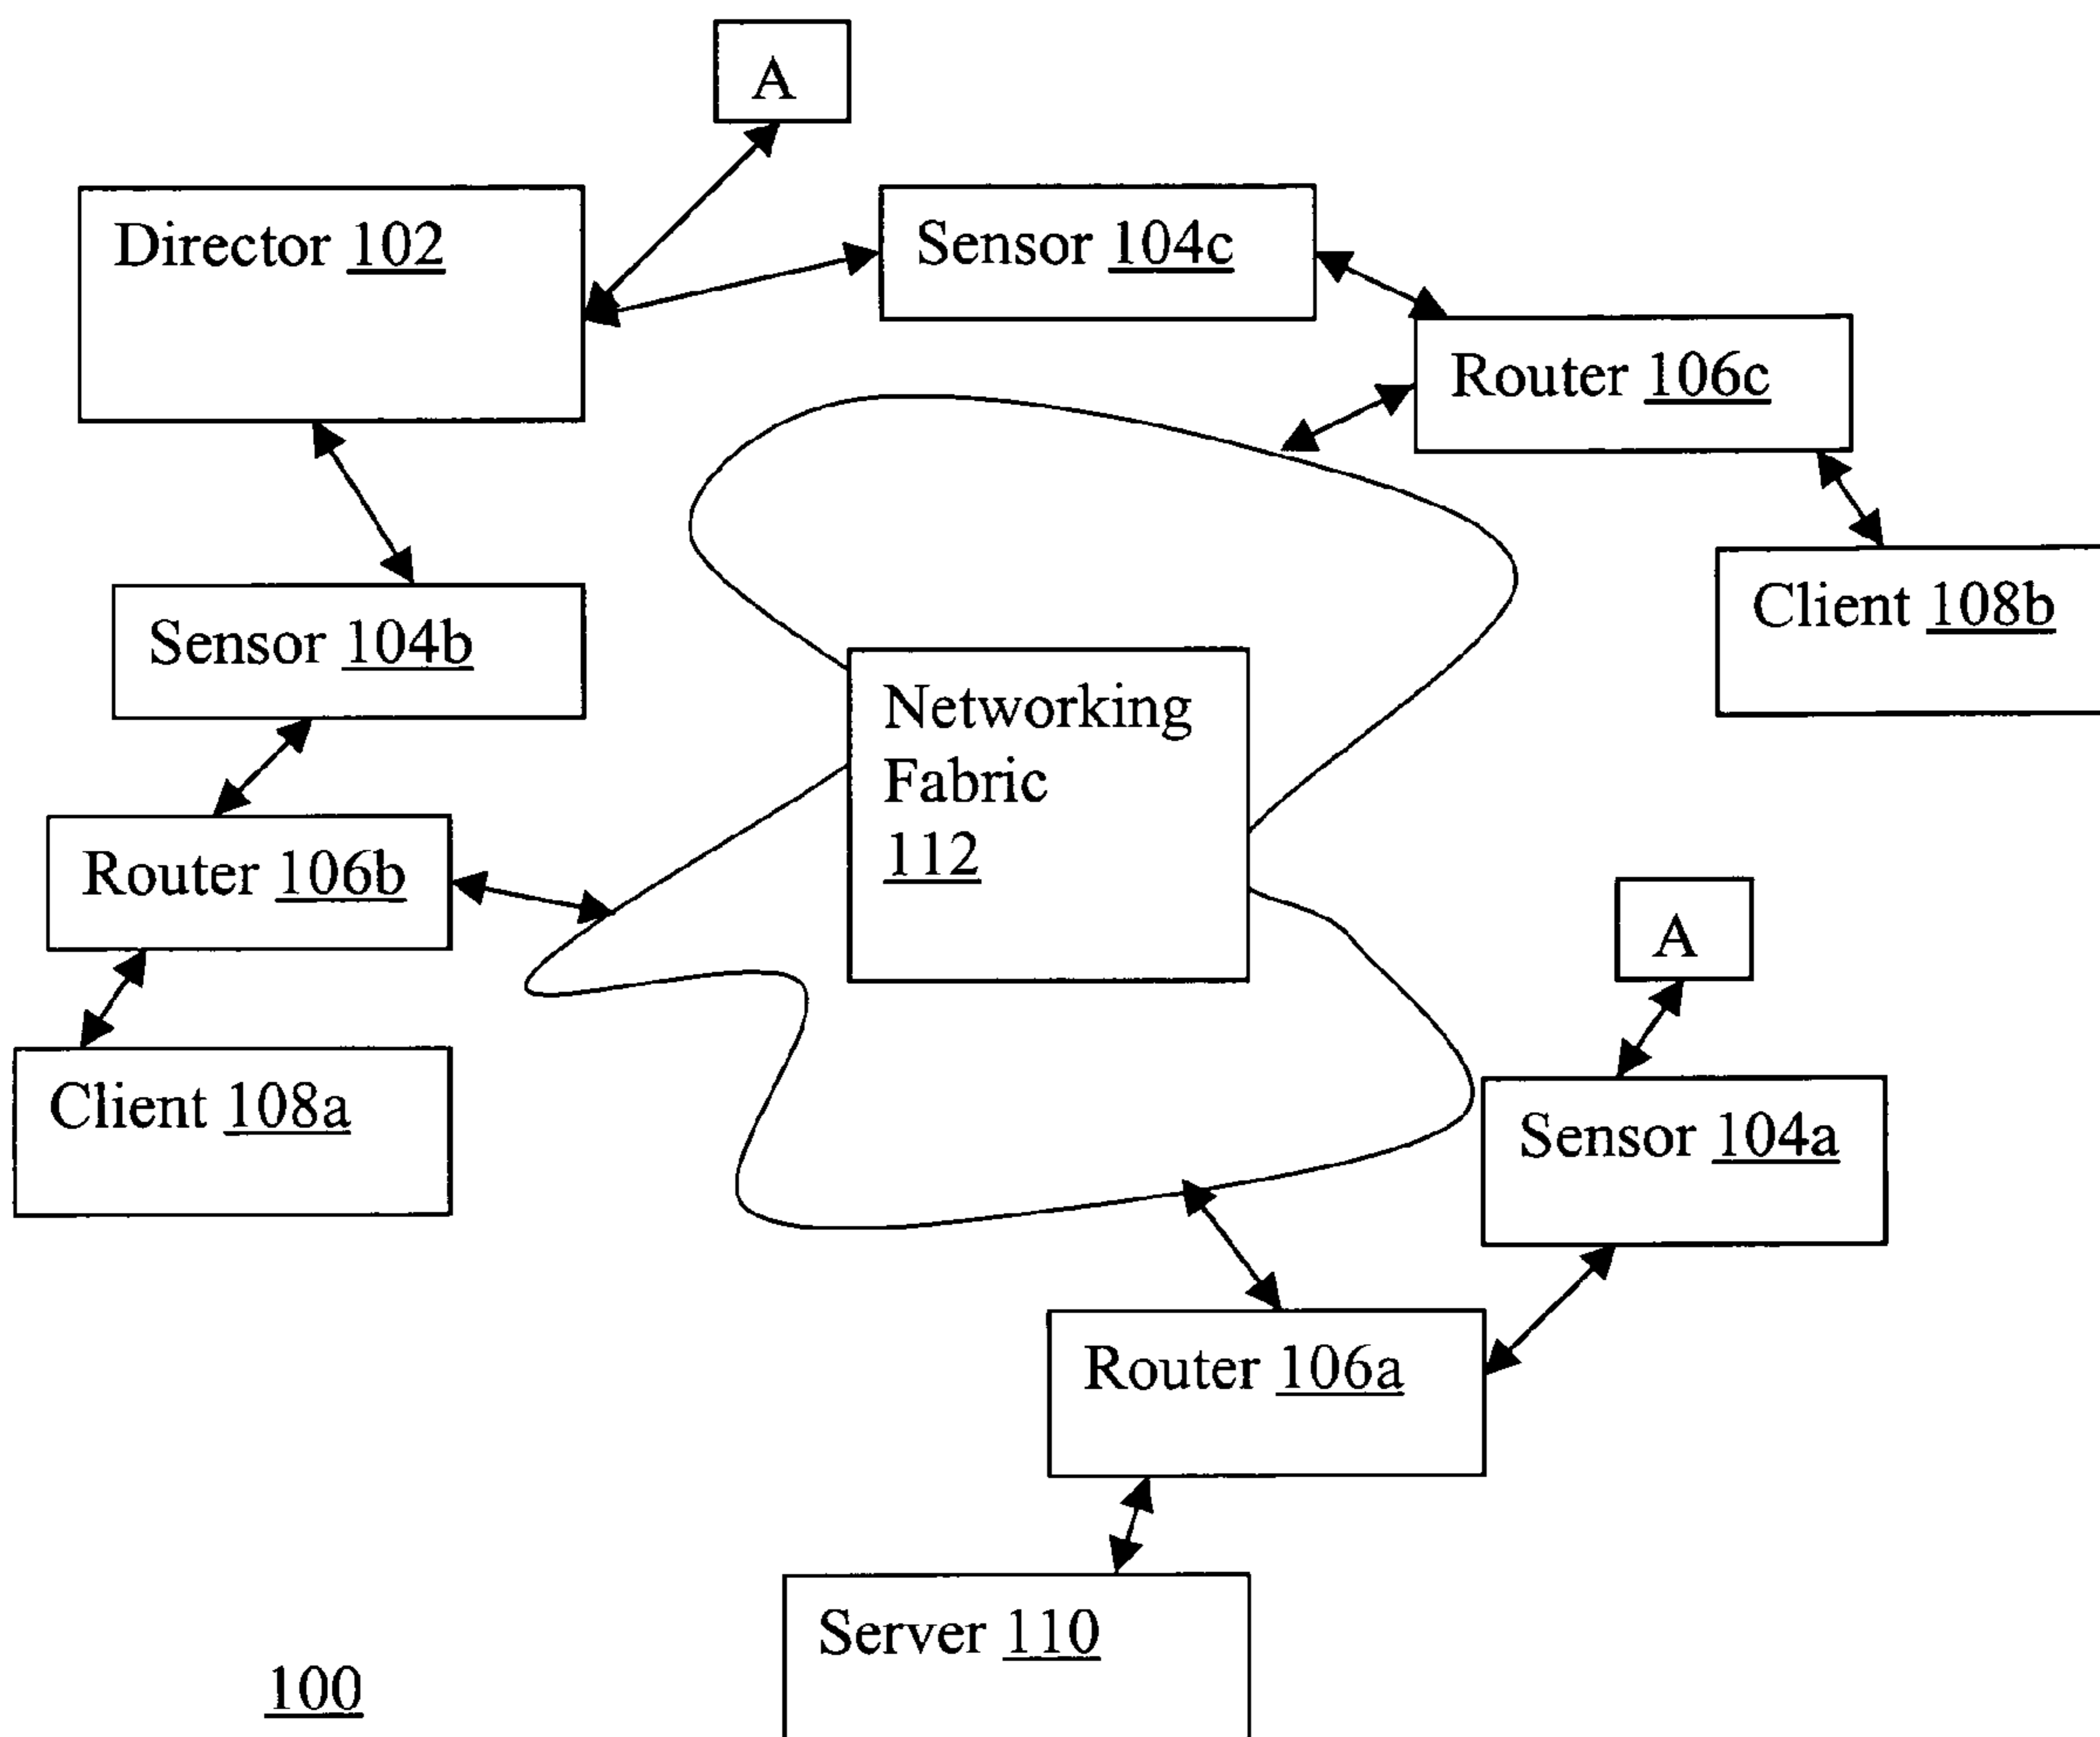 A
Director 102
Sensor 104c
Router 106c
Client 108b
Sensor 104b
Networking
Fabric
112
Router 106b
A
Client 108a
Sensor 104a
Router 106a
Server 110
100